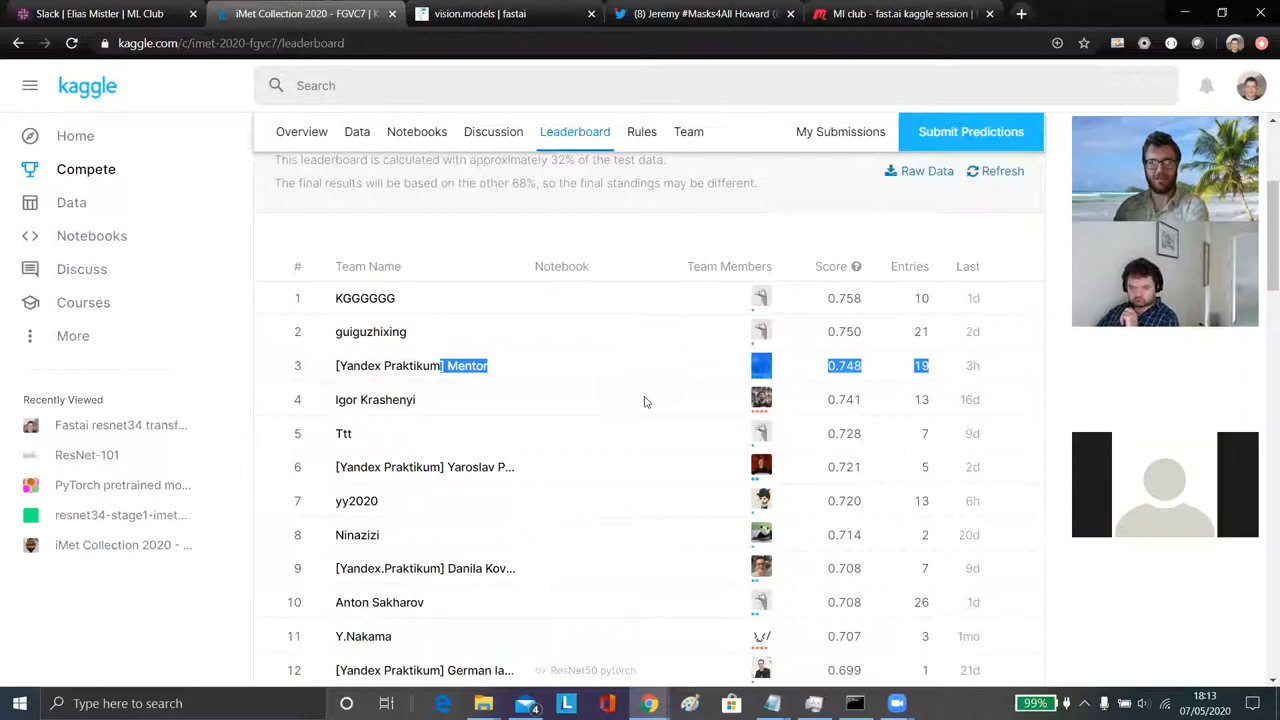 Slack | Elias Mistler | ML Club
iMet Collection 2020 - FGVC7 |
vision.models | fastai
(2) Jeremy #Masks4All Howard (
Ml club - fast.ai kaggle session |
kaggle.com/c/imet-2020-fgvc7/leaderboard
kaggle
Search
Home
Compete
Data
Notebooks
Discuss
Courses
More
Recently Viewed
Fastai resnet34 transf...
ResNet-101
PyTorch pretrained mo...
resnet34-stage1-imet...
iMet Collection 2020 - ...
Overview Data Notebooks Discussion Leaderboard Rules Team My Submissions Submit Predictions
This leaderboard is calculated with approximately 32% of the test data.
The final results will be based on the other 68%, so the final standings may be different.
Raw Data Refresh
# Team Name Notebook Team Members Score Entries Last
1 KGGGGGG 0.758 10 1d
2 guiguzhixing 0.750 21 2d
3 [Yandex Praktikum] Mentor 0.748 19 3h
4 Igor Krashenyi 0.741 13 16d
5 Ttt 0.728 7 9d
6 [Yandex Praktikum] Yaroslav P... 0.721 5 2d
7 yy2020 0.720 13 6h
8 Ninazizi 0.714 2 20d
9 [Yandex.Praktikum] Danila Kov... 0.708 7 9d
10 Anton Sakharov 0.708 26 1d
11 Y.Nakama 0.707 3 1mo
12 [Yandex Praktikum] German Ia... ResNet50 pytorch 0.699 1 21d
Type here to search
4
99%
18:13
07/05/2020